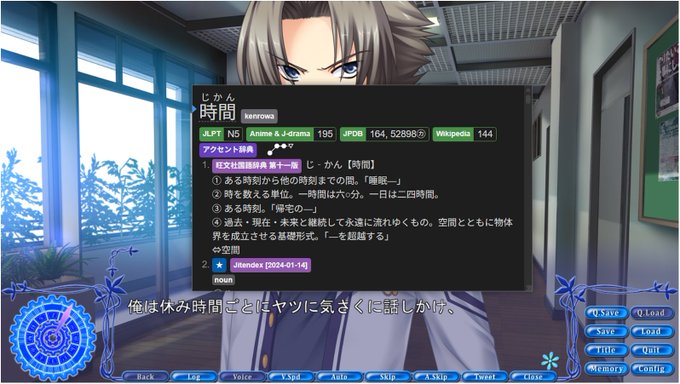 じかん
時間 kenrowa
JLPT N5 Anime & J-drama 195 JPDB 164, 52898㋕ Wikipedia 144
アクセント辞典
1. 旺文社国語辞典 第十一版 じ‐かん【時間】
① ある時刻から他の時刻までの間。「睡眠―」
② 時を数える単位。一時間は六〇分。一日は二四時間。
③ ある時刻。「帰宅の―」
④ 過去・現在・未来と継続して永遠に流れゆくもの。空間とともに物体
界を成立させる基礎形式。「―を超越する」
⇔空間
2. ★ Jitendex [2024-01-14]
noun
俺は休み時間ごとにヤツに気さくに話しかけ、
Q.Save Q.Load
Save Load
Title Quit
Memory Config
Back Log Voice V.Spd Auto Skip A.Skip Tweet Close